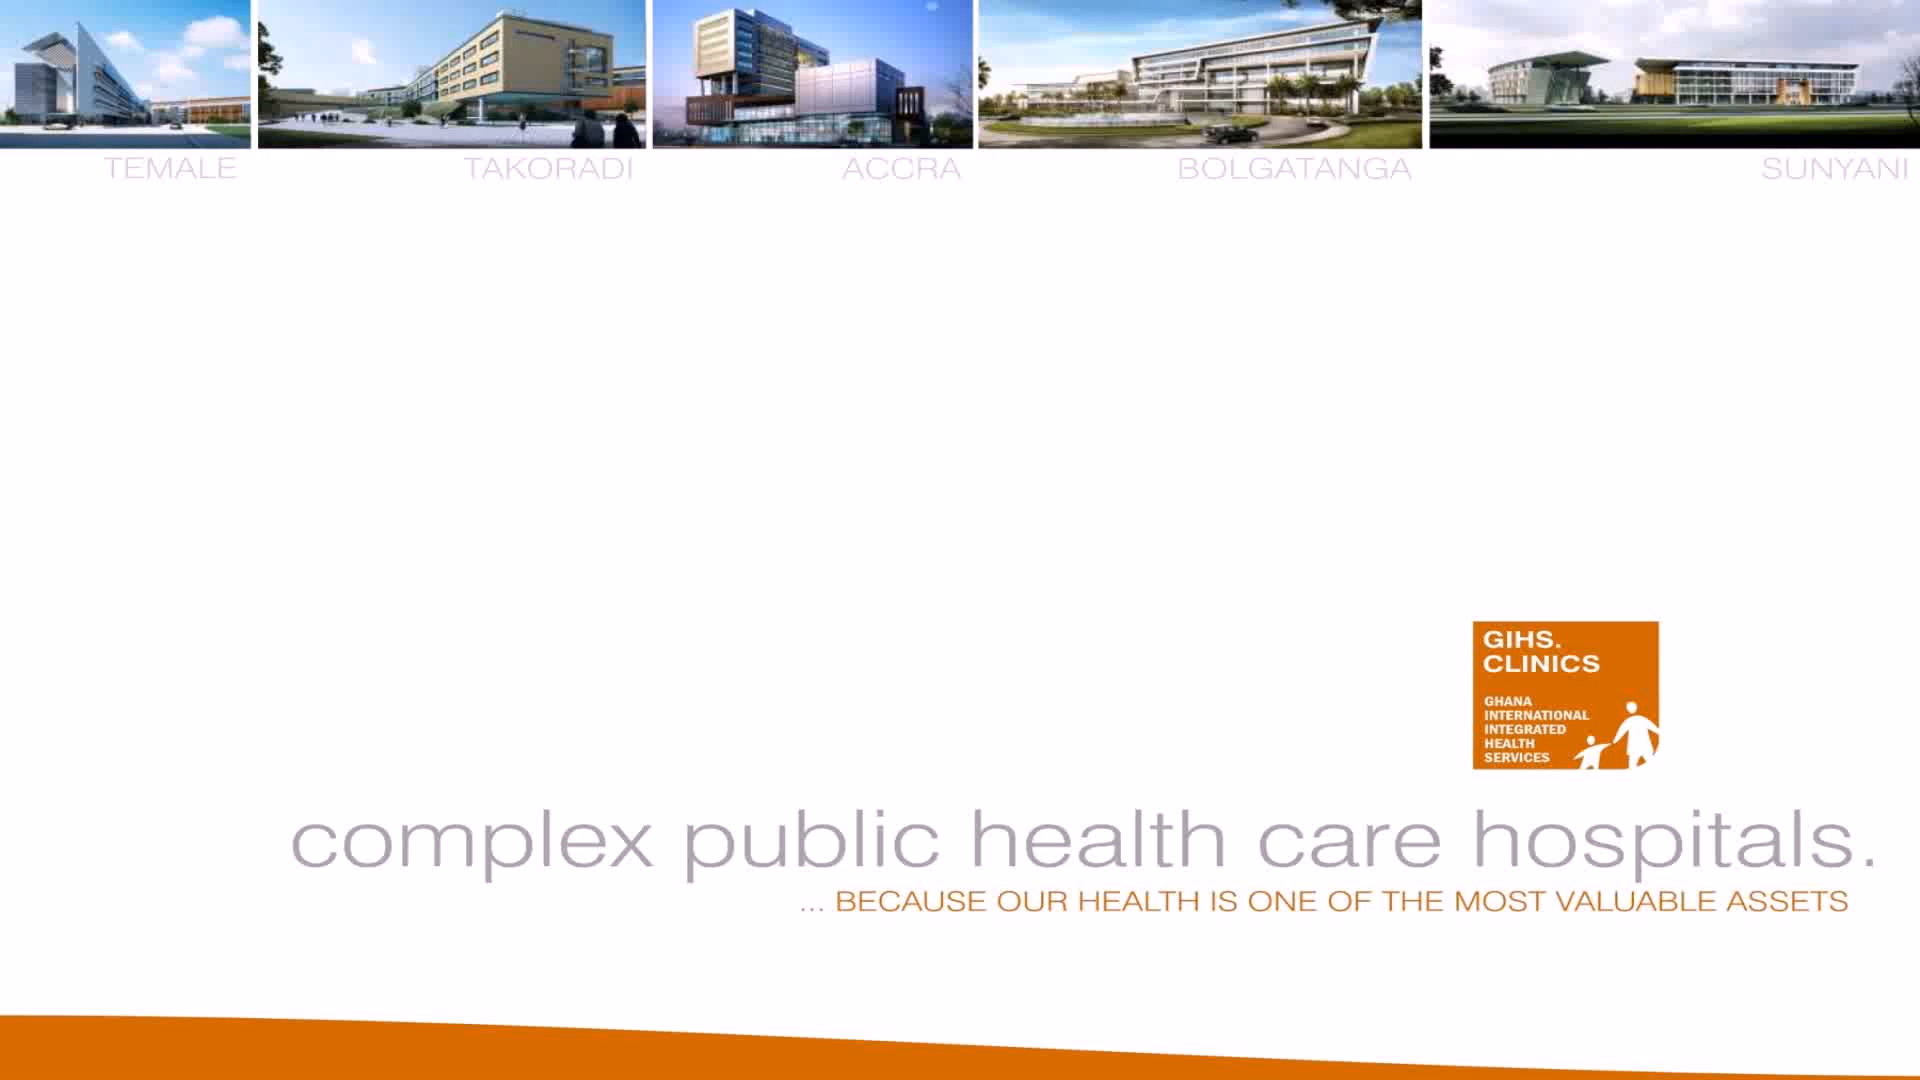 TEMALE
TAKORADI
ACCRA
BOLGATANGA
SUNYANI
GIHS.
CLINICS
GHANA
INTERNATIONAL
INTEGRATED
HEALTH
SERVICES
complex public health care hospitals.
... BECAUSE OUR HEALTH IS ONE OF THE MOST VALUABLE ASSETS